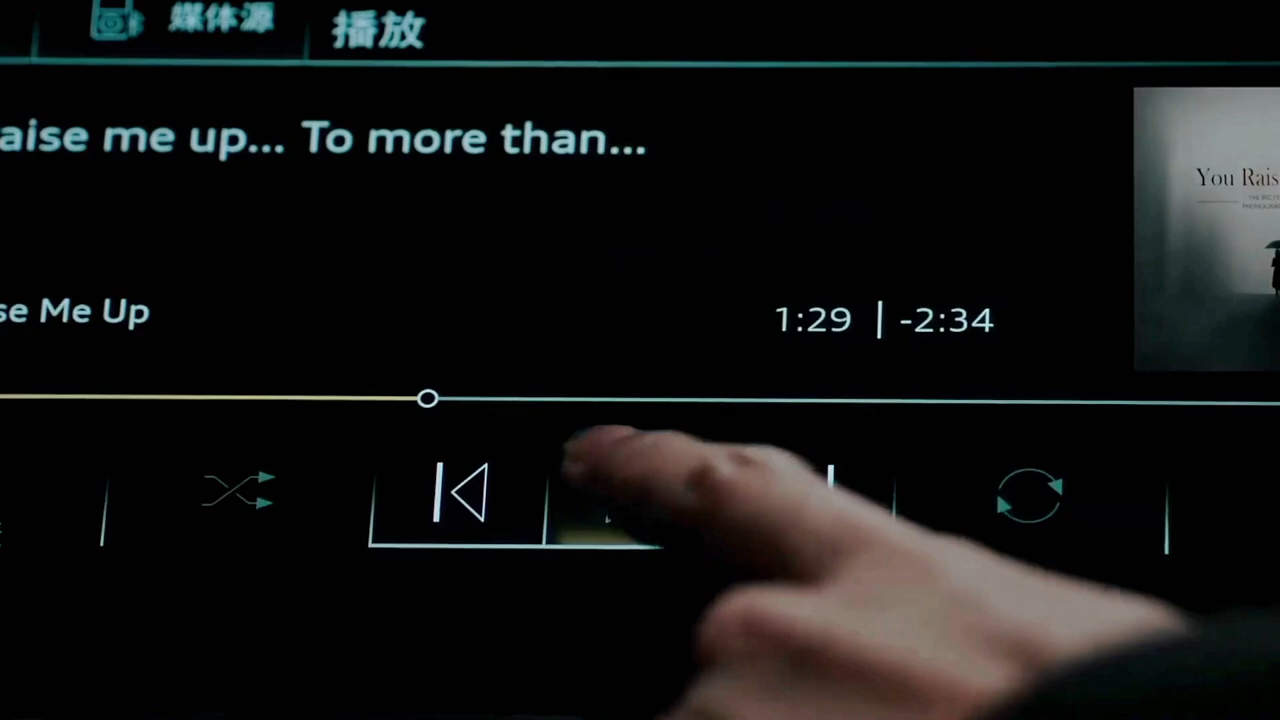 媒体源
播放
aise me up... To more than...
You Rais
se Me Up
1:29 | -2:34